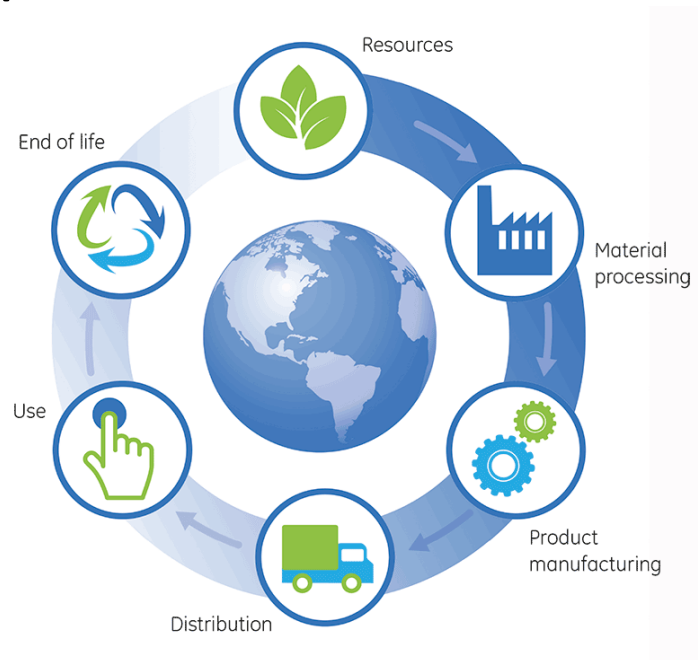 Resources
Material
processing
Product
manufacturing
Distribution
Use
End of life